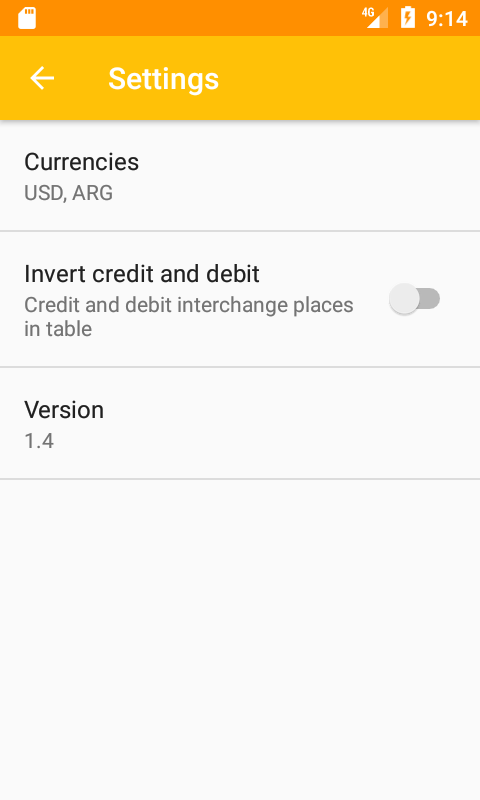 4G 9:14
Settings
Currencies
USD, ARG
Invert credit and debit
Credit and debit interchange places
in table
Version
1.4